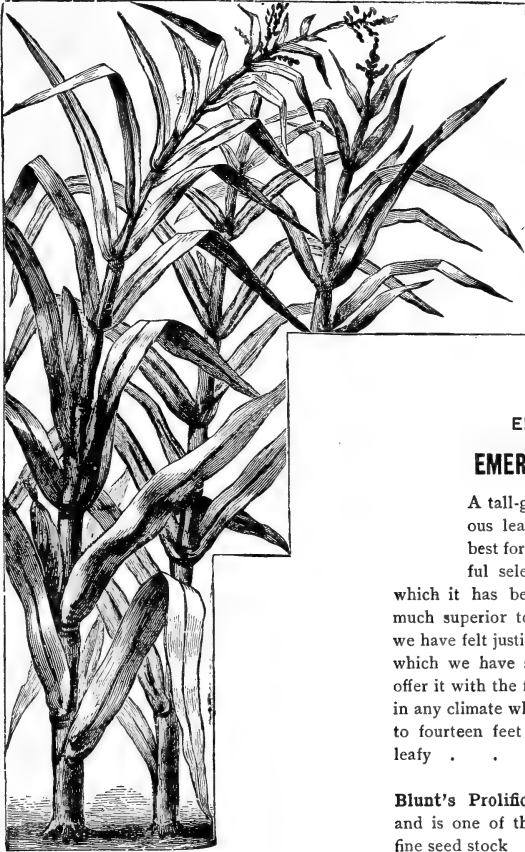 EMER
A tall-g
ous lea
best for
ful sele
which it has be
much superior to
we have felt justi
which we have s
offer it with the f
in any climate wh
to fourteen feet
leafy . .
Blunt's Prolific
and is one of th
fine seed stock